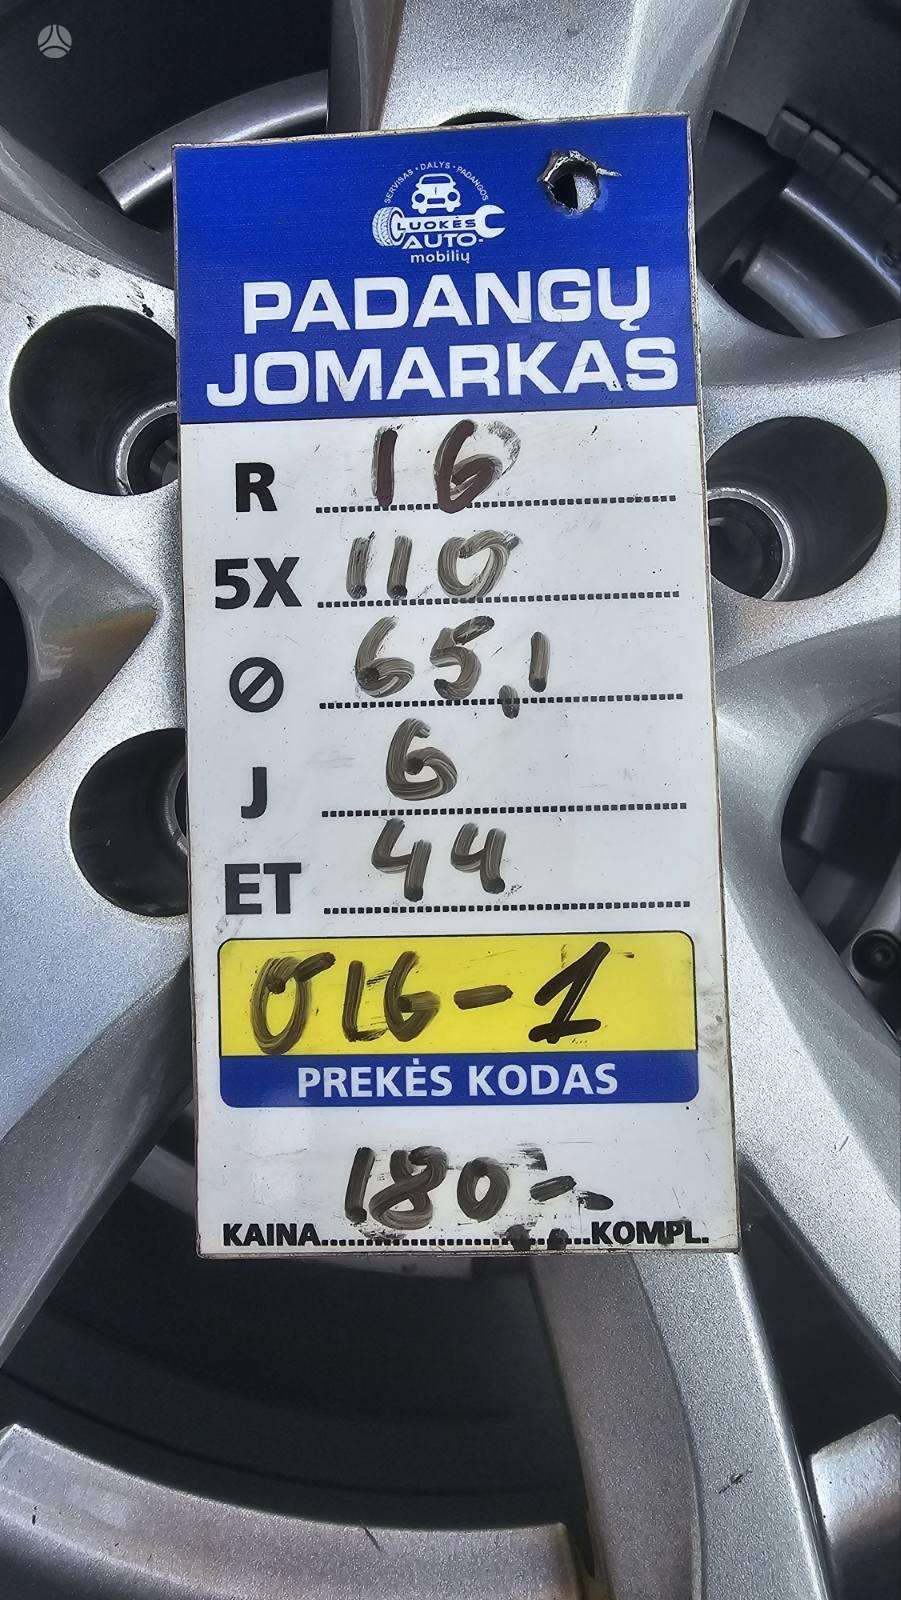 SERVISAS • DALYS • PADANGOS
LUOKĖS
AUTO-
mobilių
PADANGŲ
JOMARKAS
R 16
5X 110
Ø 65,1
J 6
ET 44
016-1
PREKĖS KODAS
KAINA 180,- KOMPL.